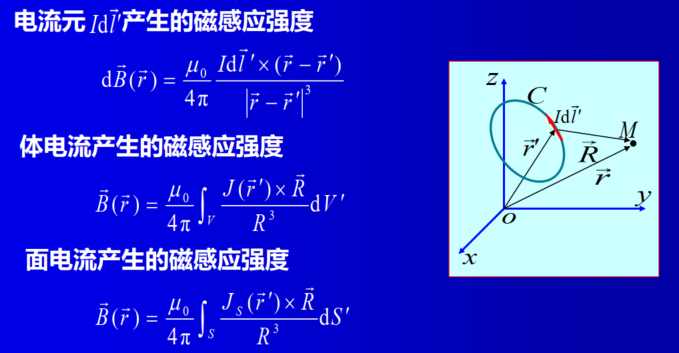 电流元 Id\vec{l}' 产生的磁感应强度
d\vec{B}(\vec{r}) = \frac{\mu_0}{4\pi} \frac{Id\vec{l}' \times (\vec{r} - \vec{r}')}{|\vec{r} - \vec{r}'|^3}
体电流产生的磁感应强度
\vec{B}(\vec{r}) = \frac{\mu_0}{4\pi} \int_V \frac{J(\vec{r}') \times \vec{R}}{R^3} dV'
面电流产生的磁感应强度
\vec{B}(\vec{r}) = \frac{\mu_0}{4\pi} \int_S \frac{J_S(\vec{r}') \times \vec{R}}{R^3} dS'
z
C
Id\vec{l}'
M
\vec{r}'
\vec{R}
\vec{r}
y
o
x